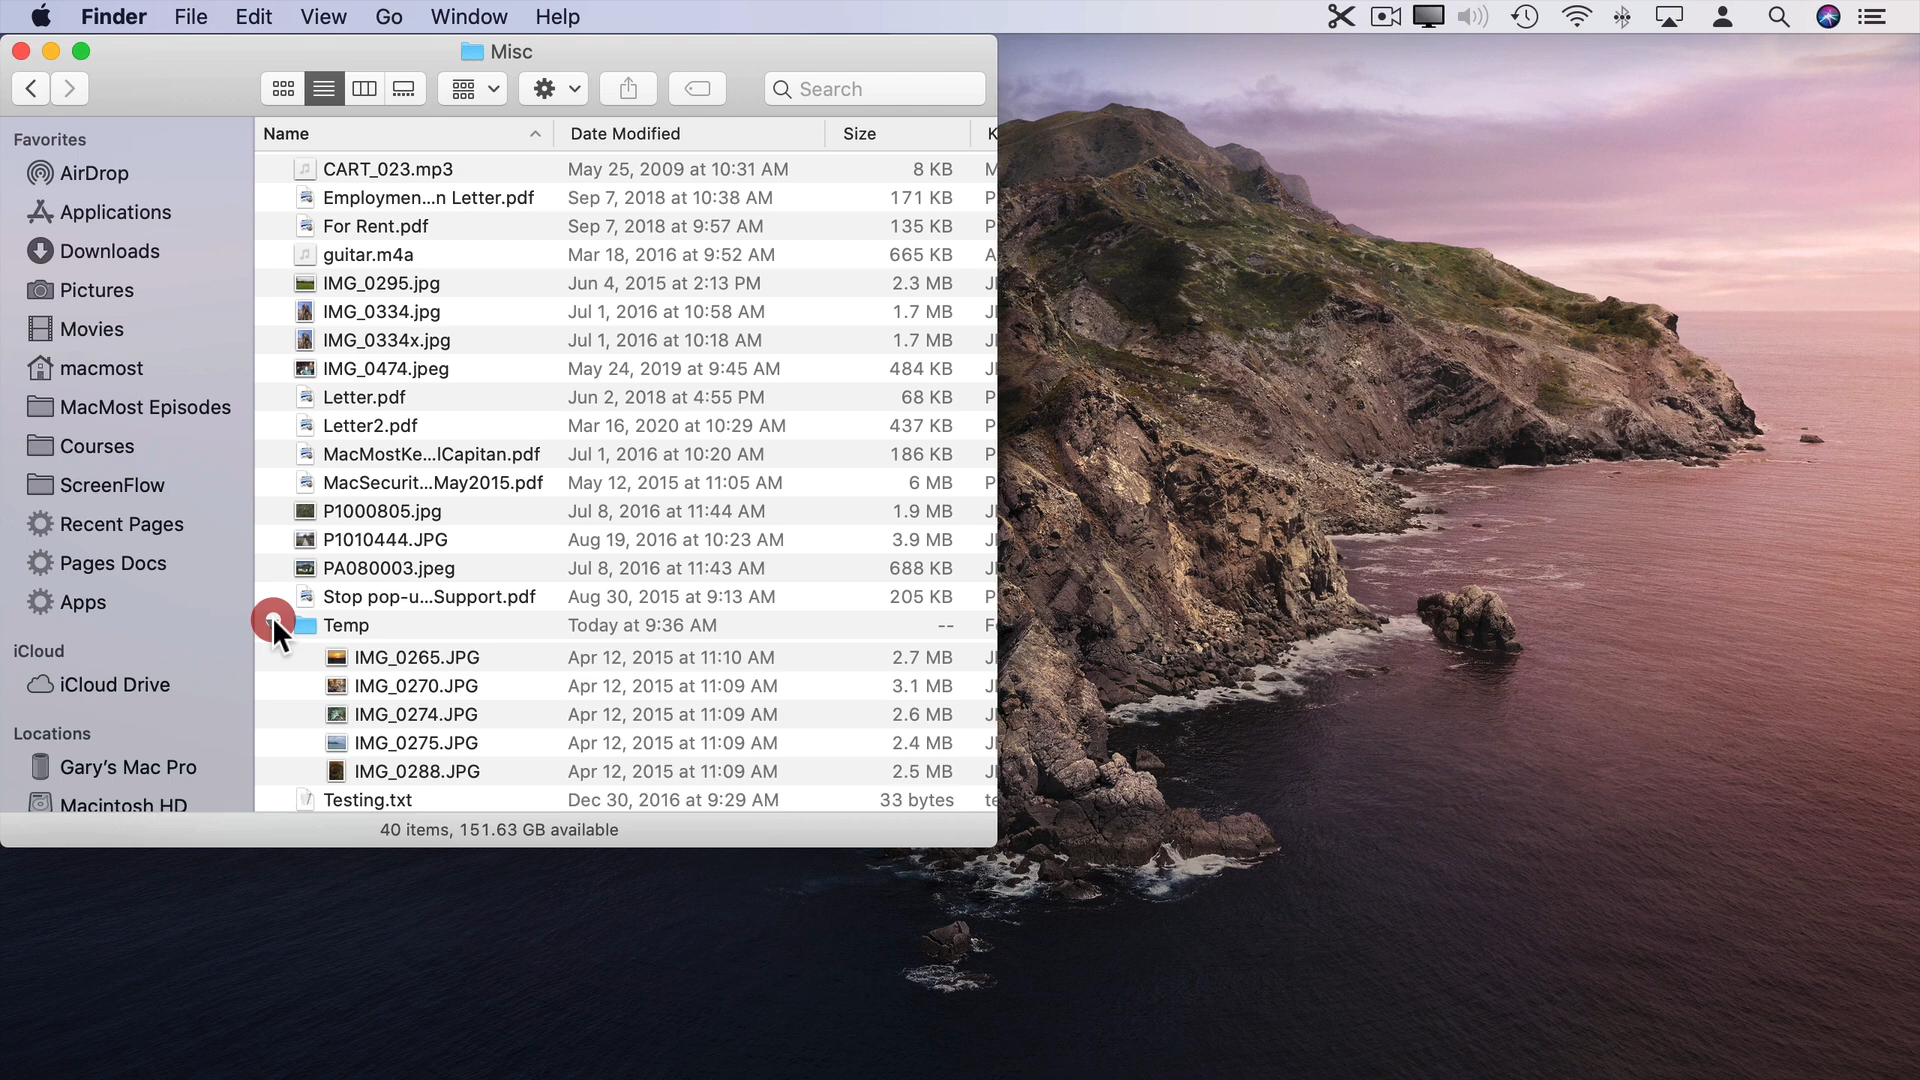 Finder File Edit View Go Window Help
Misc
Search
Name Date Modified Size K
Favorites
AirDrop
Applications
Downloads
Pictures
Movies
macmost
MacMost Episodes
Courses
ScreenFlow
Recent Pages
Pages Docs
Apps
iCloud
iCloud Drive
Locations
Gary's Mac Pro
Macintosh HD
CART_023.mp3 May 25, 2009 at 10:31 AM 8 KB M
Employmen...n Letter.pdf Sep 7, 2018 at 10:38 AM 171 KB P
For Rent.pdf Sep 7, 2018 at 9:57 AM 135 KB P
guitar.m4a Mar 18, 2016 at 9:52 AM 665 KB A
IMG_0295.jpg Jun 4, 2015 at 2:13 PM 2.3 MB
IMG_0334.jpg Jul 1, 2016 at 10:58 AM 1.7 MB
IMG_0334x.jpg Jul 1, 2016 at 10:18 AM 1.7 MB
IMG_0474.jpeg May 24, 2019 at 9:45 AM 484 KB
Letter.pdf Jun 2, 2018 at 4:55 PM 68 KB P
Letter2.pdf Mar 16, 2020 at 10:29 AM 437 KB P
MacMostKe...lCapitan.pdf Jul 1, 2016 at 10:20 AM 186 KB P
MacSecurit...May2015.pdf May 12, 2015 at 11:05 AM 6 MB P
P1000805.jpg Jul 8, 2016 at 11:44 AM 1.9 MB
P1010444.JPG Aug 19, 2016 at 10:23 AM 3.9 MB
PA080003.jpeg Jul 8, 2016 at 11:43 AM 688 KB
Stop pop-u...Support.pdf Aug 30, 2015 at 9:13 AM 205 KB P
Temp Today at 9:36 AM -- F
IMG_0265.JPG Apr 12, 2015 at 11:10 AM 2.7 MB
IMG_0270.JPG Apr 12, 2015 at 11:09 AM 3.1 MB
IMG_0274.JPG Apr 12, 2015 at 11:09 AM 2.6 MB
IMG_0275.JPG Apr 12, 2015 at 11:09 AM 2.4 MB
IMG_0288.JPG Apr 12, 2015 at 11:09 AM 2.5 MB
Testing.txt Dec 30, 2016 at 9:29 AM 33 bytes te
40 items, 151.63 GB available